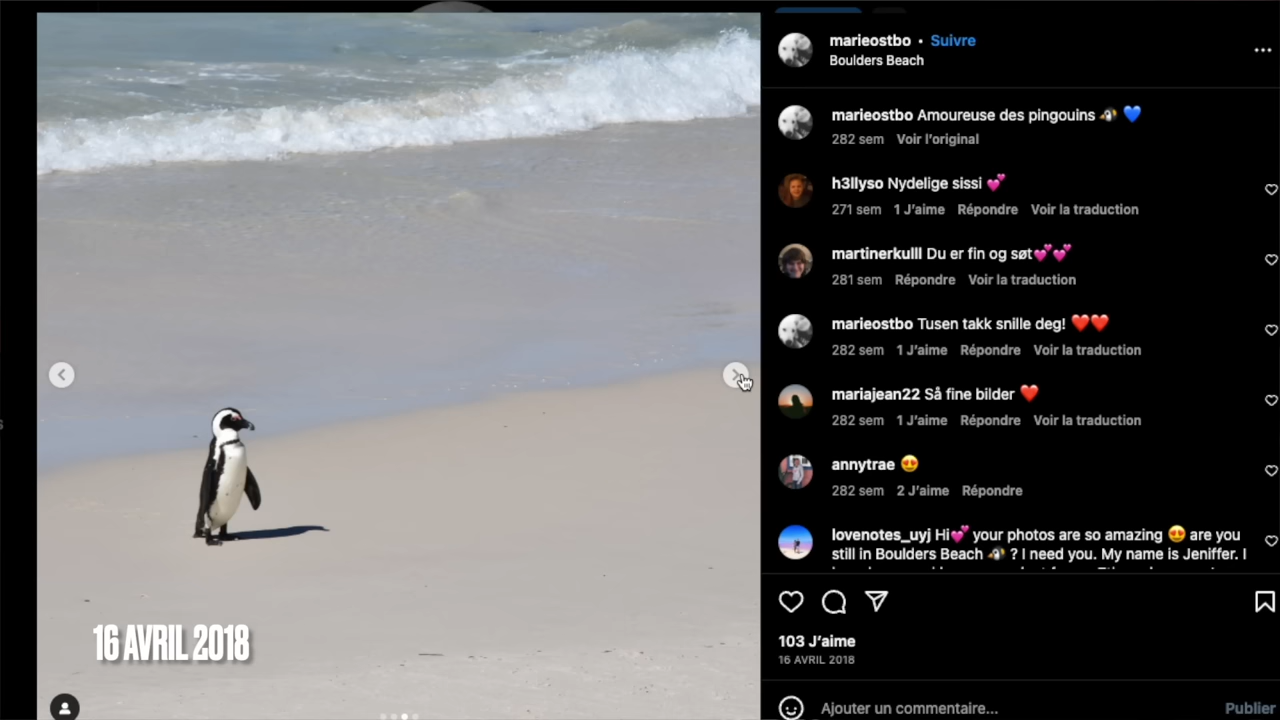 marieostbo • Suivre
Boulders Beach
marieostbo Amoureuse des pingouins 🐧 💙
282 sem Voir l'original
h3llyso Nydelige sissi 💕
271 sem 1 J'aime Répondre Voir la traduction
martinerkulll Du er fin og søt💕💕
281 sem Répondre Voir la traduction
marieostbo Tusen takk snille deg! ❤️❤️
282 sem 1 J'aime Répondre Voir la traduction
mariajean22 Så fine bilder ❤️
282 sem 1 J'aime Répondre Voir la traduction
annytrae 😍
282 sem 2 J'aime Répondre
lovenotes_uyj Hi💕 your photos are so amazing 😍 are you
still in Boulders Beach 🐧 ? I need you. My name is Jeniffer. I
16 AVRIL 2018
103 J'aime
16 AVRIL 2018
Ajouter un commentaire...
Publier